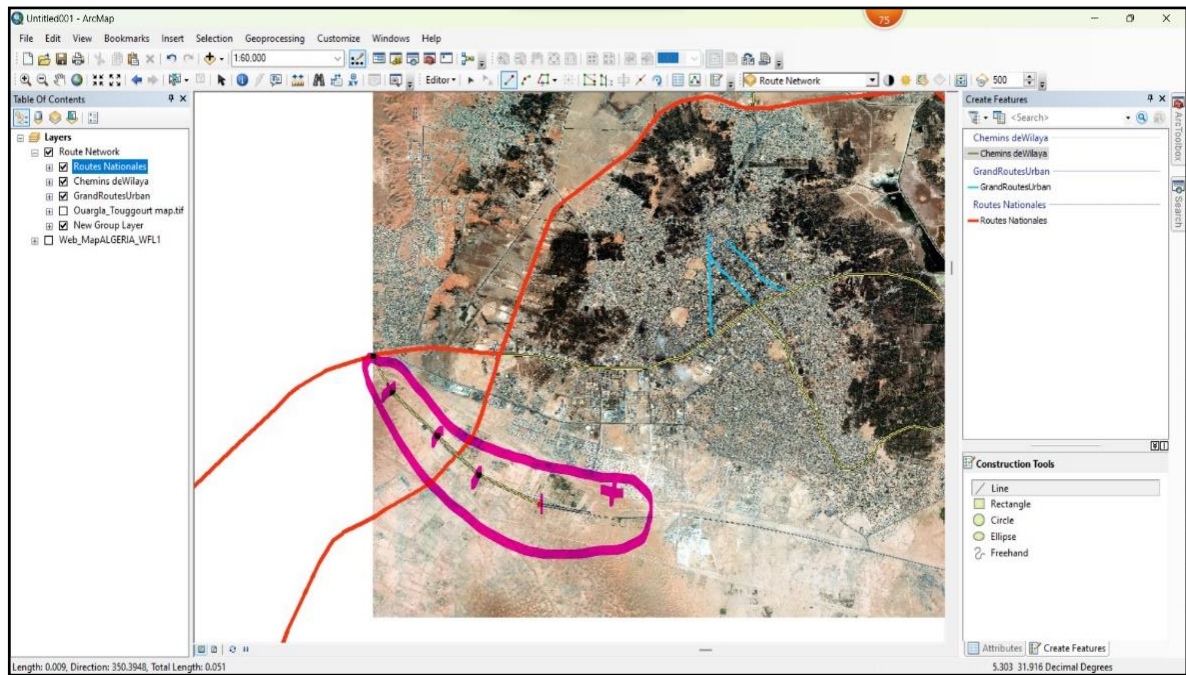 Untitled001 - ArcMap
75
File Edit View Bookmarks Insert Selection Geoprocessing Customize Windows Help
1:60.000
Editor
Route Network
500
Table Of Contents
Layers
Route Network
Routes Nationales
Chemins deWilaya
GrandRoutesUrban
Ouargla_Touggourt map.tif
New Group Layer
Web_MapALGERIA_WFL1
Create Features
<Search>
Chemins deWilaya
Chemins deWilaya
GrandRoutesUrban
GrandRoutesUrban
Routes Nationales
Routes Nationales
ArcToolbox
Search
Construction Tools
Line
Rectangle
Circle
Ellipse
Freehand
Attributes Create Features
Length: 0.009, Direction: 350.3948, Total Length: 0.051
5.303 31.916 Decimal Degrees